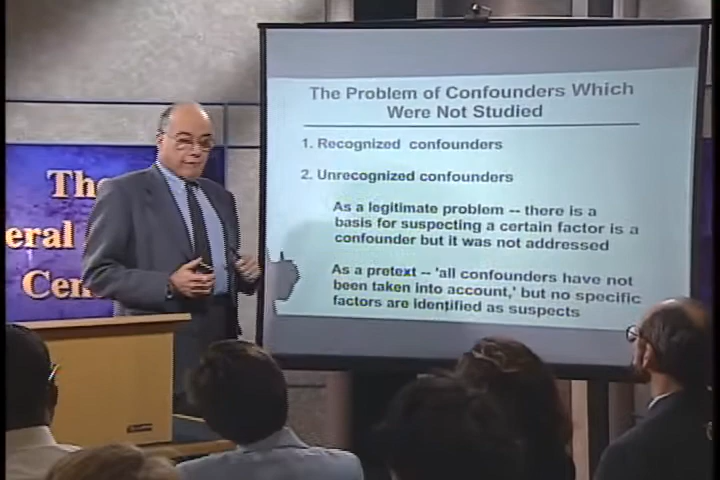 The Problem of Confounders Which
Were Not Studied
1. Recognized confounders
2. Unrecognized confounders
As a legitimate problem -- there is a
basis for suspecting a certain factor is a
confounder but it was not addressed
As a pretext -- 'all confounders have not
been taken into account,' but no specific
factors are identified as suspects
The
eral
Cen